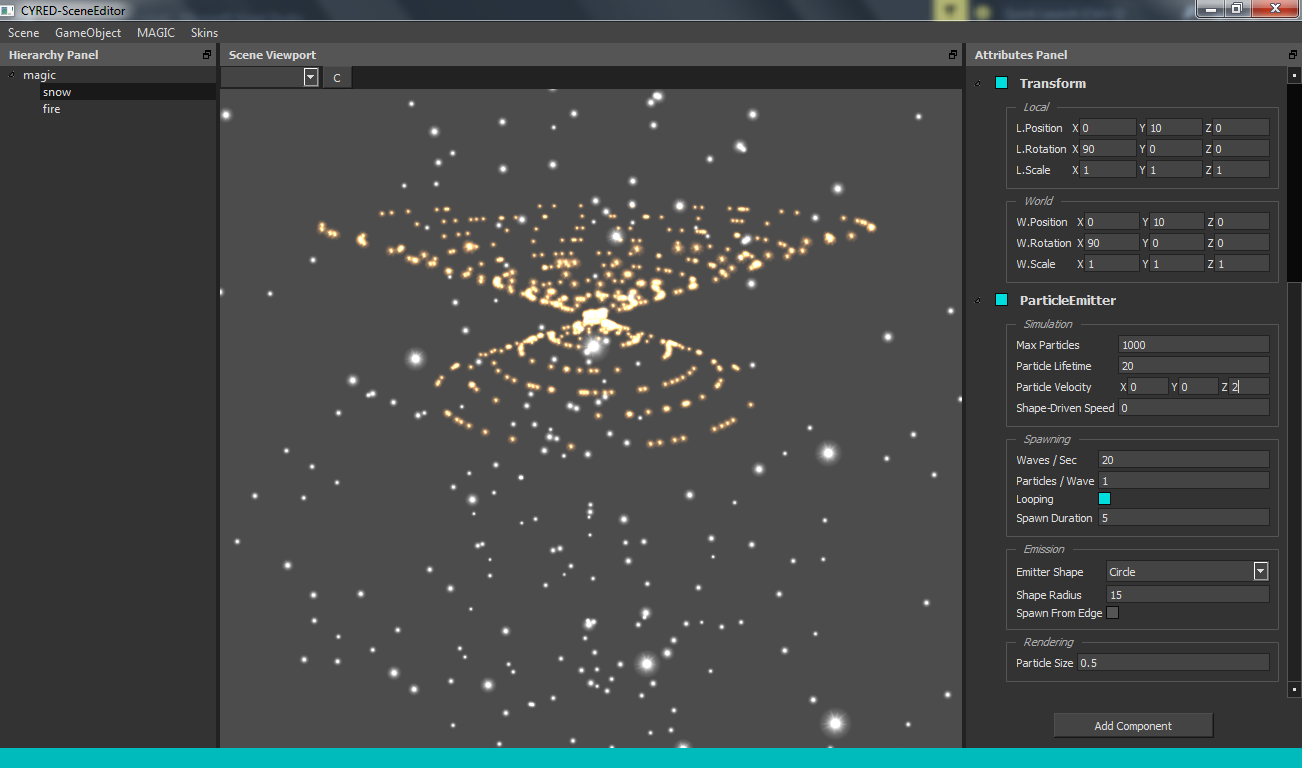 CYRED-SceneEditor
Scene GameObject MAGIC Skins
Hierarchy Panel
magic
snow
fire
Scene Viewport
C
Attributes Panel
Transform
Local
L.Position X 0 Y 10 Z 0
L.Rotation X 90 Y 0 Z 0
L.Scale X 1 Y 1 Z 1
World
W.Position X 0 Y 10 Z 0
W.Rotation X 90 Y 0 Z 0
W.Scale X 1 Y 1 Z 1
ParticleEmitter
Simulation
Max Particles 1000
Particle Lifetime 20
Particle Velocity X 0 Y 0 Z 2
Shape-Driven Speed 0
Spawning
Waves / Sec 20
Particles / Wave 1
Looping
Spawn Duration 5
Emission
Emitter Shape Circle
Shape Radius 15
Spawn From Edge
Rendering
Particle Size 0.5
Add Component